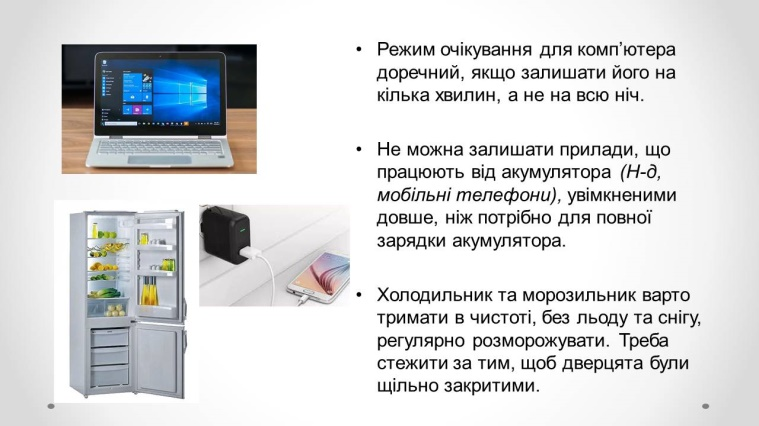 • Режим очікування для комп’ютера
доречний, якщо залишати його на
кілька хвилин, а не на всю ніч.
• Не можна залишати прилади, що
працюють від акумулятора (Н-д,
мобільні телефони), увімкненими
довше, ніж потрібно для повної
зарядки акумулятора.
• Холодильник та морозильник варто
тримати в чистоті, без льоду та снігу,
регулярно розморожувати. Треба
стежити за тим, щоб дверцята були
щільно закритими.